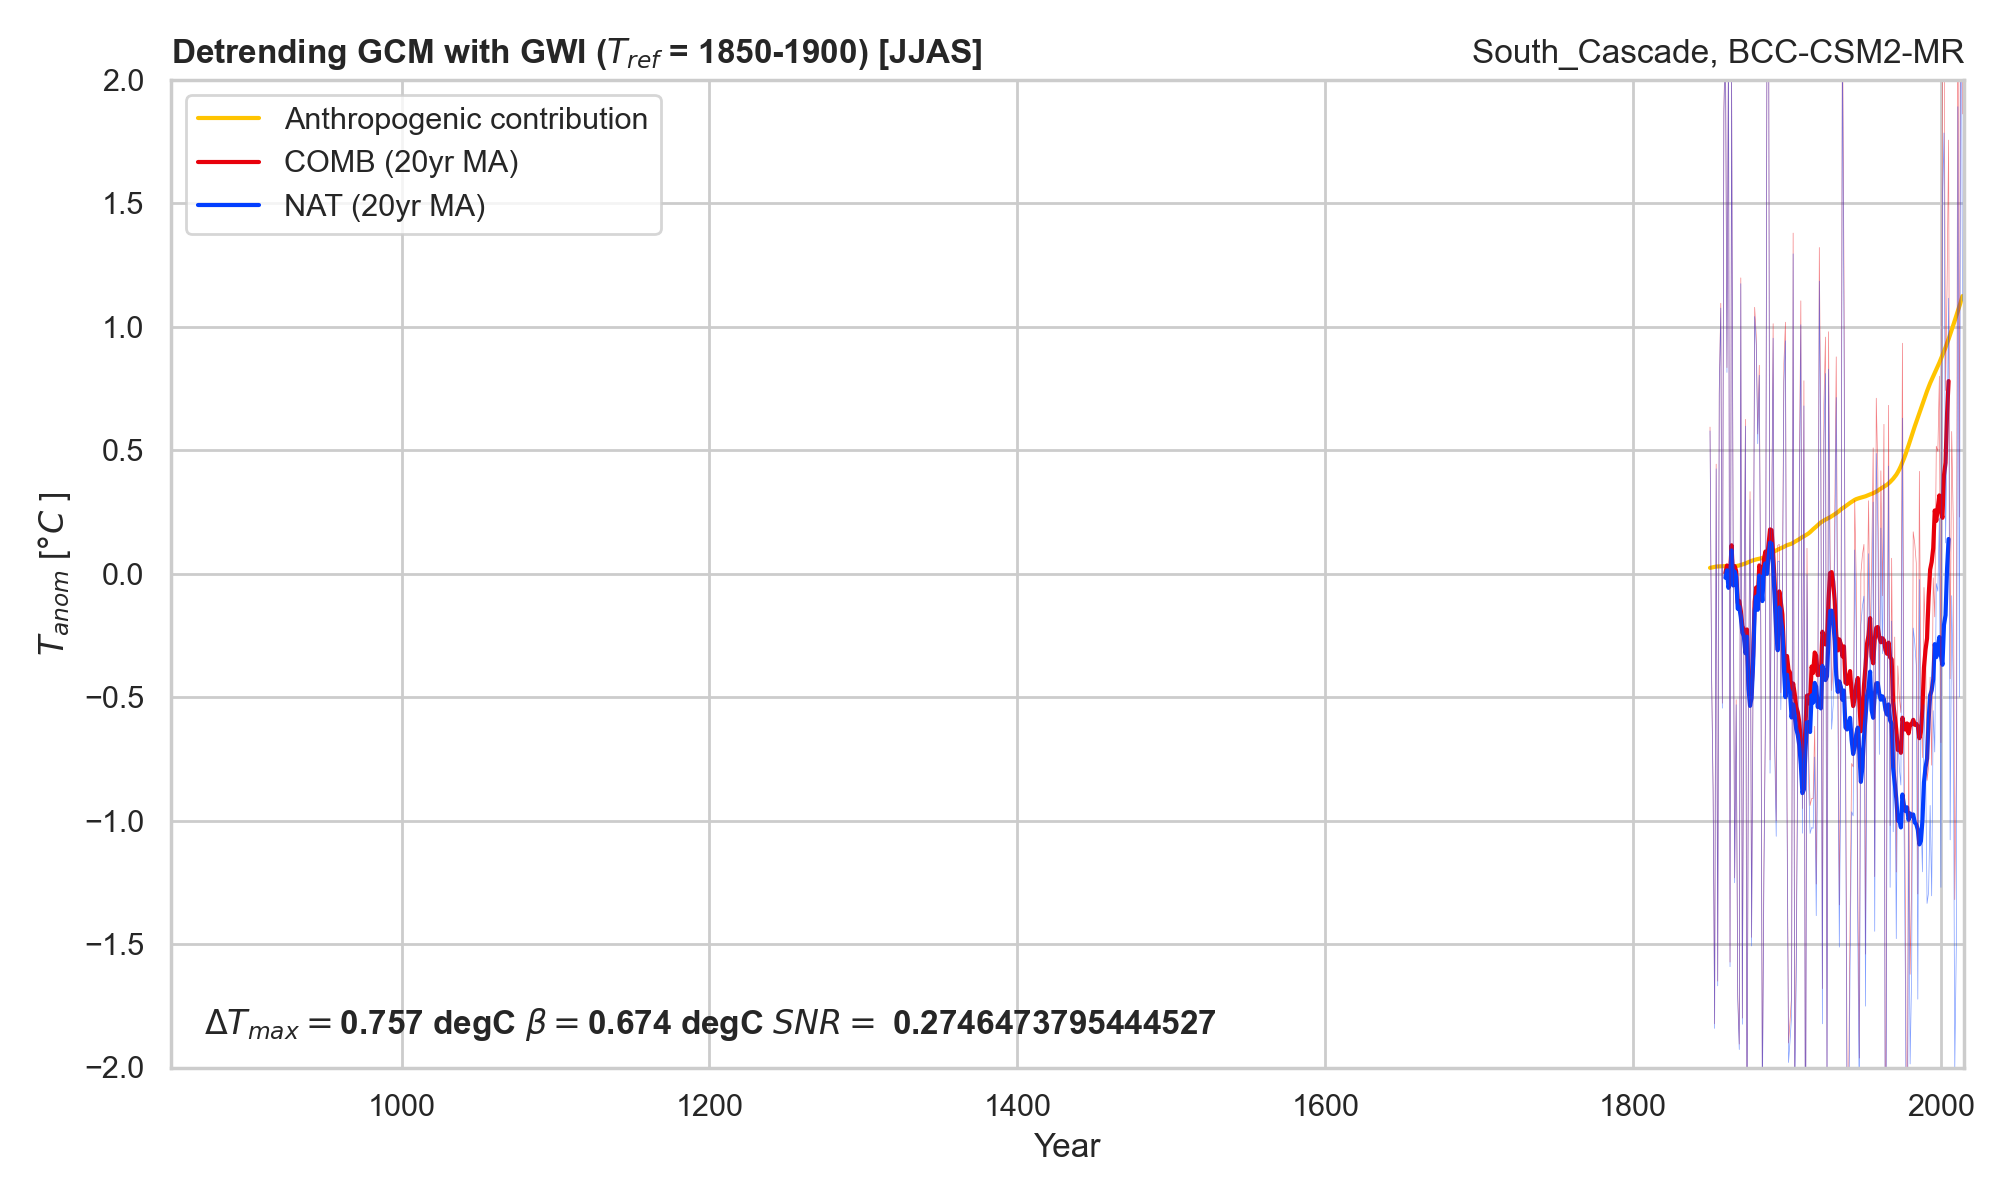 Detrending GCM with GWI (T_ref = 1850-1900) [JJAS]
South_Cascade, BCC-CSM2-MR
Anthropogenic contribution
COMB (20yr MA)
NAT (20yr MA)
2.0
1.5
1.0
0.5
0.0
−0.5
−1.0
−1.5
−2.0
T_anom [°C ]
ΔT_max = 0.757 degC β = 0.674 degC SNR = 0.2746473795444527
1000 1200 1400 1600 1800 2000
Year